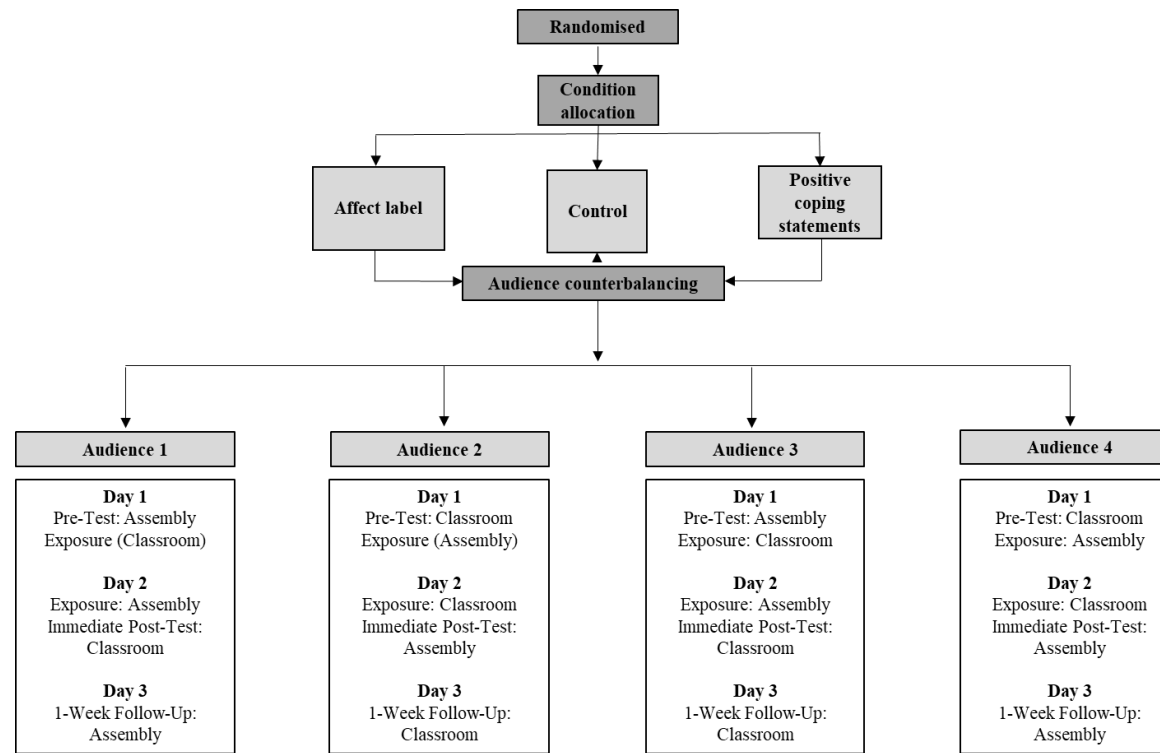 Randomised
Condition
allocation
Affect label
Control
Positive
coping
statements
Audience counterbalancing
Audience 1
Day 1
Pre-Test: Assembly
Exposure (Classroom)
Day 2
Exposure: Assembly
Immediate Post-Test:
Classroom
Day 3
1-Week Follow-Up:
Assembly
Audience 2
Day 1
Pre-Test: Classroom
Exposure (Assembly)
Day 2
Exposure: Classroom
Immediate Post-Test:
Assembly
Day 3
1-Week Follow-Up:
Classroom
Audience 3
Day 1
Pre-Test: Assembly
Exposure: Classroom
Day 2
Exposure: Assembly
Immediate Post-Test:
Classroom
Day 3
1-Week Follow-Up:
Classroom
Audience 4
Day 1
Pre-Test: Classroom
Exposure: Assembly
Day 2
Exposure: Classroom
Immediate Post-Test:
Assembly
Day 3
1-Week Follow-Up:
Assembly